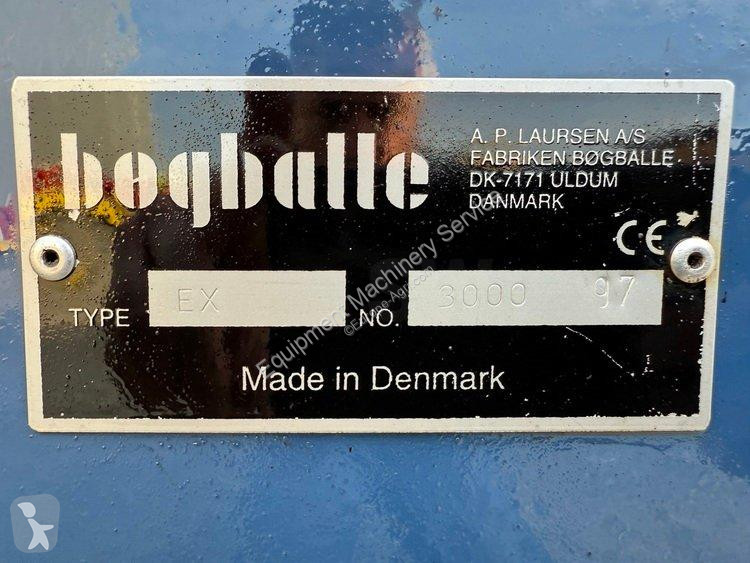 bøgballe
A. P. LAURSEN A/S
FABRIKEN BØGBALLE
DK-7171 ULDUM
DANMARK
CE
TYPE EX NO. 3000 97
Made in Denmark
Equipment Machinery Service